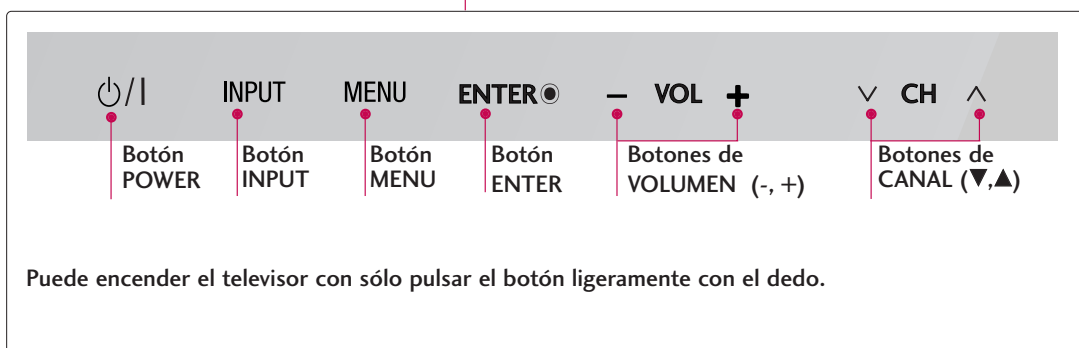 ⏻/I INPUT MENU ENTER◉ − VOL + ∨ CH ∧
Botón POWER
Botón INPUT
Botón MENU
Botón ENTER
Botones de VOLUMEN (-, +)
Botones de CANAL (▼,▲)
Puede encender el televisor con sólo pulsar el botón ligeramente con el dedo.